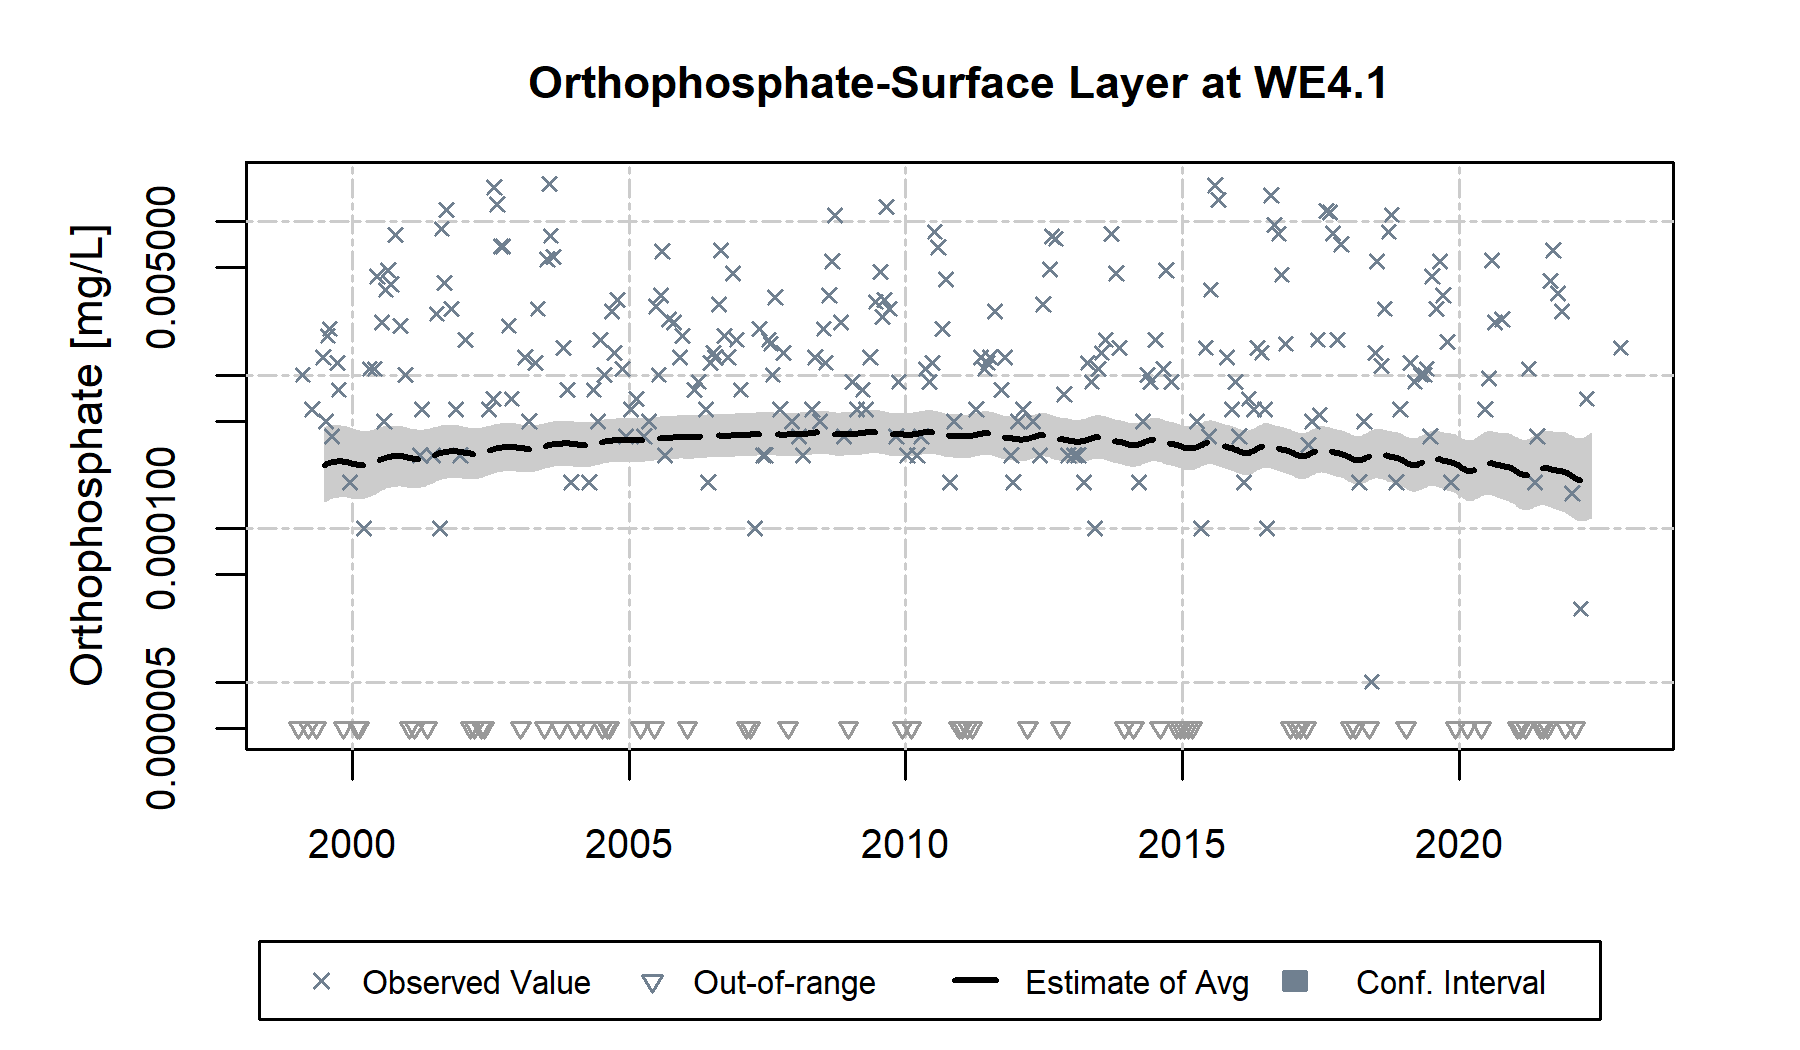 Orthophosphate-Surface Layer at WE4.1
Orthophosphate [mg/L]
0.005000
0.000100
0.000005
2000 2005 2010 2015 2020
Observed Value Out-of-range Estimate of Avg Conf. Interval